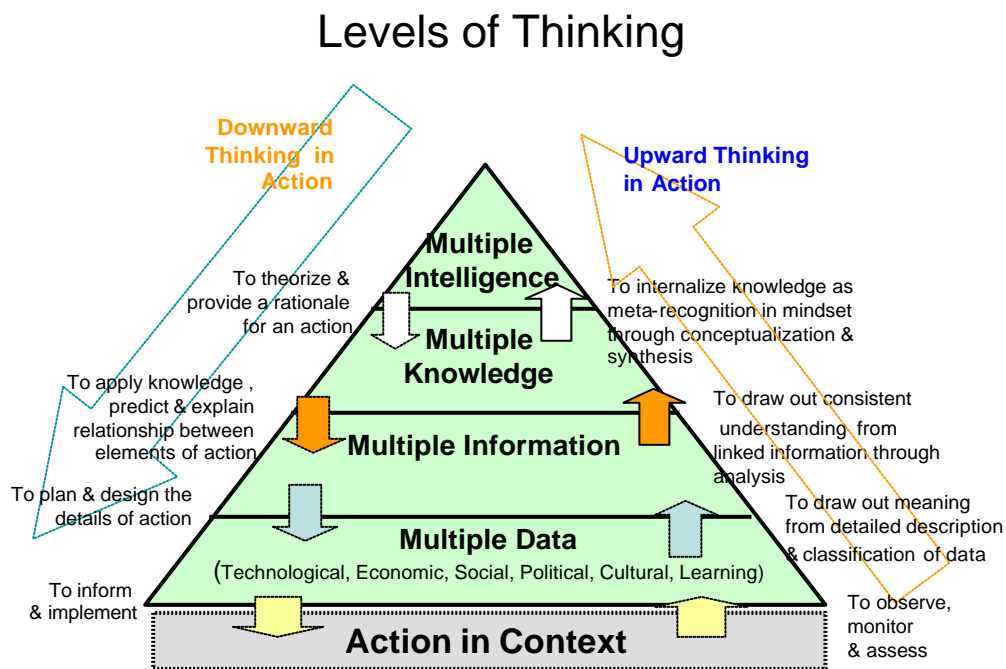 Levels of Thinking
Downward
Thinking in
Action
Upward Thinking
in Action
Multiple
Intelligence
To theorize &
provide a rationale
for an action
To internalize knowledge as
meta-recognition in mindset
through conceptualization &
synthesis
Multiple
Knowledge
To apply knowledge ,
predict & explain
relationship between
elements of action
To draw out consistent
understanding from
linked information through
analysis
Multiple Information
To plan & design the
details of action
To draw out meaning
from detailed description
& classification of data
Multiple Data
(Technological, Economic, Social, Political, Cultural, Learning)
To inform
& implement
To observe,
monitor
& assess
Action in Context